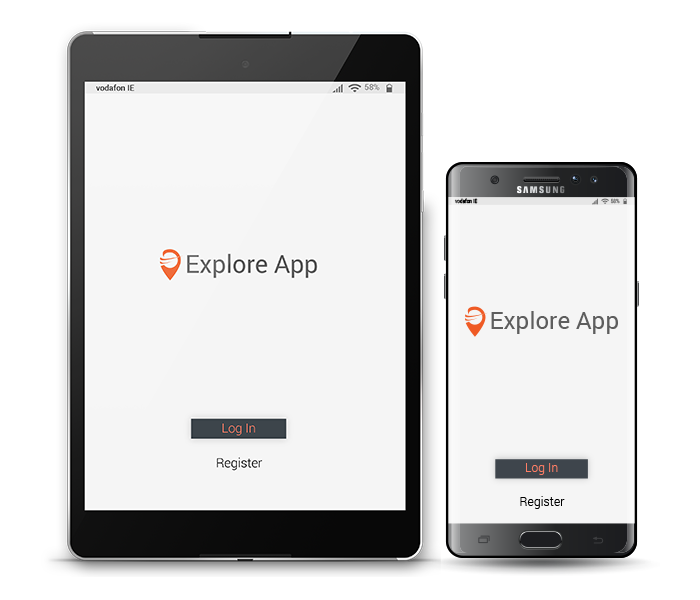 vodafon IE 58%
Explore App
Log In
Register
SAMSUNG
vodafon IE 58%
Explore App
Log In
Register